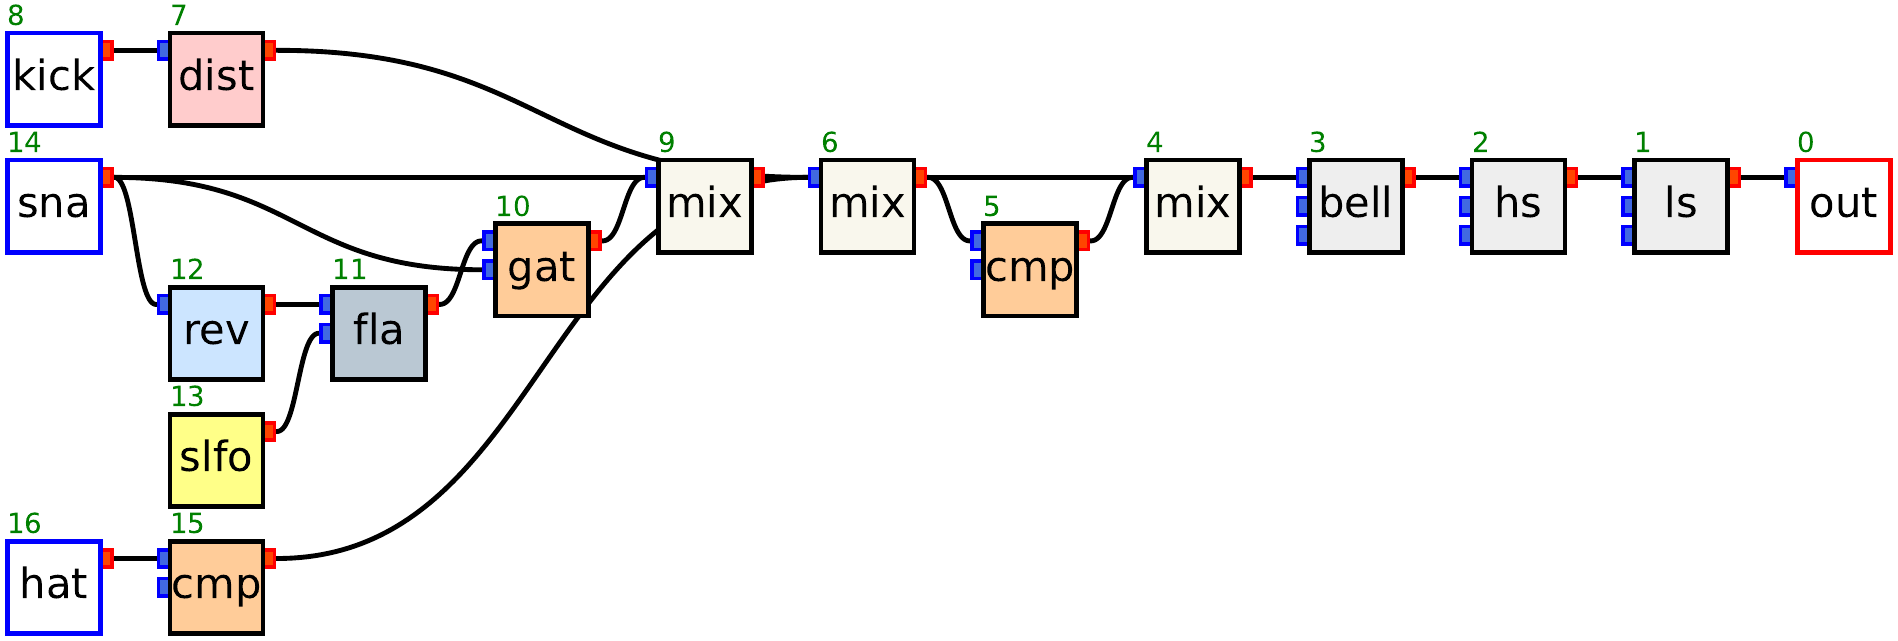 8 7
kick dist
14 9 6 4 3 2 1 0
sna mix mix mix bell hs ls out
10 5
gat cmp
12 11
rev fla
13
slfo
16 15
hat cmp